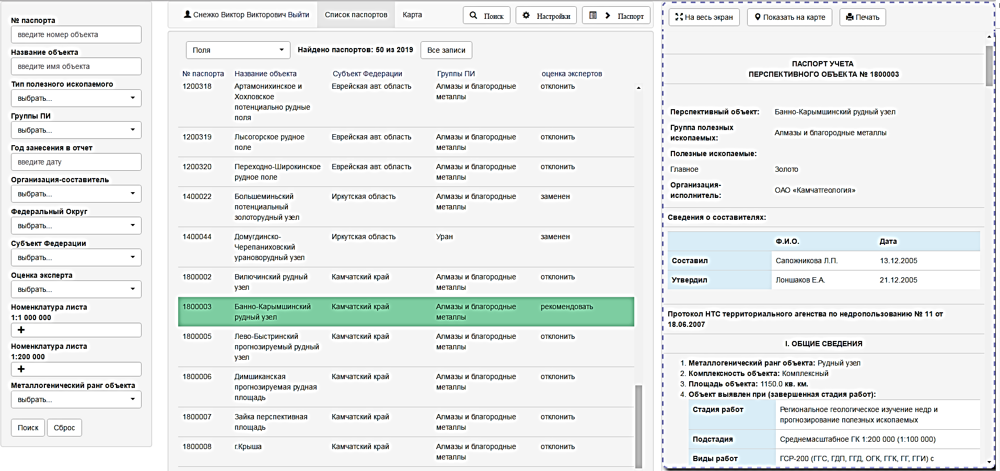 № паспорта
введите номер объекта
Название объекта
введите имя объекта
Тип полезного ископаемого
выбрать...
Группы ПИ
выбрать...
Год занесения в отчет
введите дату
Организация-составитель
выбрать...
Федеральный Округ
выбрать...
Субъект Федерации
выбрать...
Оценка эксперта
выбрать...
Номенклатура листа
1:1 000 000
+
Номенклатура листа
1:200 000
+
Металлогенический ранг объекта
выбрать...
Поиск Сброс
Снежко Виктор Викторович Выйти Список паспортов Карта Поиск Настройки Паспорт
Поля Найдено паспортов: 50 из 2019 Все записи
№ паспорта Название объекта Субъект Федерации Группы ПИ оценка экспертов
1200318 Артамонихинское и Еврейская авт. область Алмазы и благородные отклонить
Хохловское металлы
потенциально рудные
поля
1200319 Лысогорское рудное Еврейская авт. область Алмазы и благородные отклонить
поле металлы
1200320 Переходно-Широкинское Еврейская авт. область Алмазы и благородные отклонить
рудное поле металлы
1400022 Большеминьский Иркутская область Алмазы и благородные заменен
потенциальный металлы
золоторудный узел
1400044 Домугдинско- Иркутская область Уран заменен
Черепаниховский
урановорудный узел
1800002 Вилючинский рудный Камчатский край Алмазы и благородные отклонить
узел металлы
1800003 Банно-Карымшинский Камчатский край Алмазы и благородные рекомендовать
рудный узел металлы
1800005 Лево-Быстринский Камчатский край Алмазы и благородные отклонить
прогнозируемый рудный металлы
узел
1800006 Димшиканская Камчатский край Алмазы и благородные отклонить
прогнозируемая рудная металлы
площадь
1800007 Зайка перспективная Камчатский край Алмазы и благородные отклонить
площадь металлы
1800008 г.Крыша Камчатский край Алмазы и благородные отклонить
металлы
На весь экран Показать на карте Печать
ПАСПОРТ УЧЕТА
ПЕРСПЕКТИВНОГО ОБЪЕКТА № 1800003
Перспективный объект: Банно-Карымшинский рудный узел
Группа полезных
ископаемых: Алмазы и благородные металлы
Полезные ископаемые:
Главное Золото
Организация-
исполнитель: ОАО «Камчатгеология»
Сведения о составителях:
Ф.И.О. Дата
Составил Сапожникова Л.П. 13.12.2005
Утвердил Лоншаков Е.А. 21.12.2005
Протокол НТС территориального агенства по недропользованию № 11 от
18.06.2007
I. ОБЩИЕ СВЕДЕНИЯ
1. Металлогенический ранг объекта: Рудный узел
2. Комплексность объекта: Комплексный
3. Площадь объекта: 1150.0 кв. км.
4. Объект выявлен при (завершенная стадия работ):
Стадия работ Региональное геологическое изучение недр и
прогнозирование полезных ископаемых
Подстадия Среднемасштабное ГК 1:200 000 (1:100 000)
Виды работ ГСР-200 (ГГС, ГДП, ГГД, ОГК, ГГК, ГГ, ГГИ) с